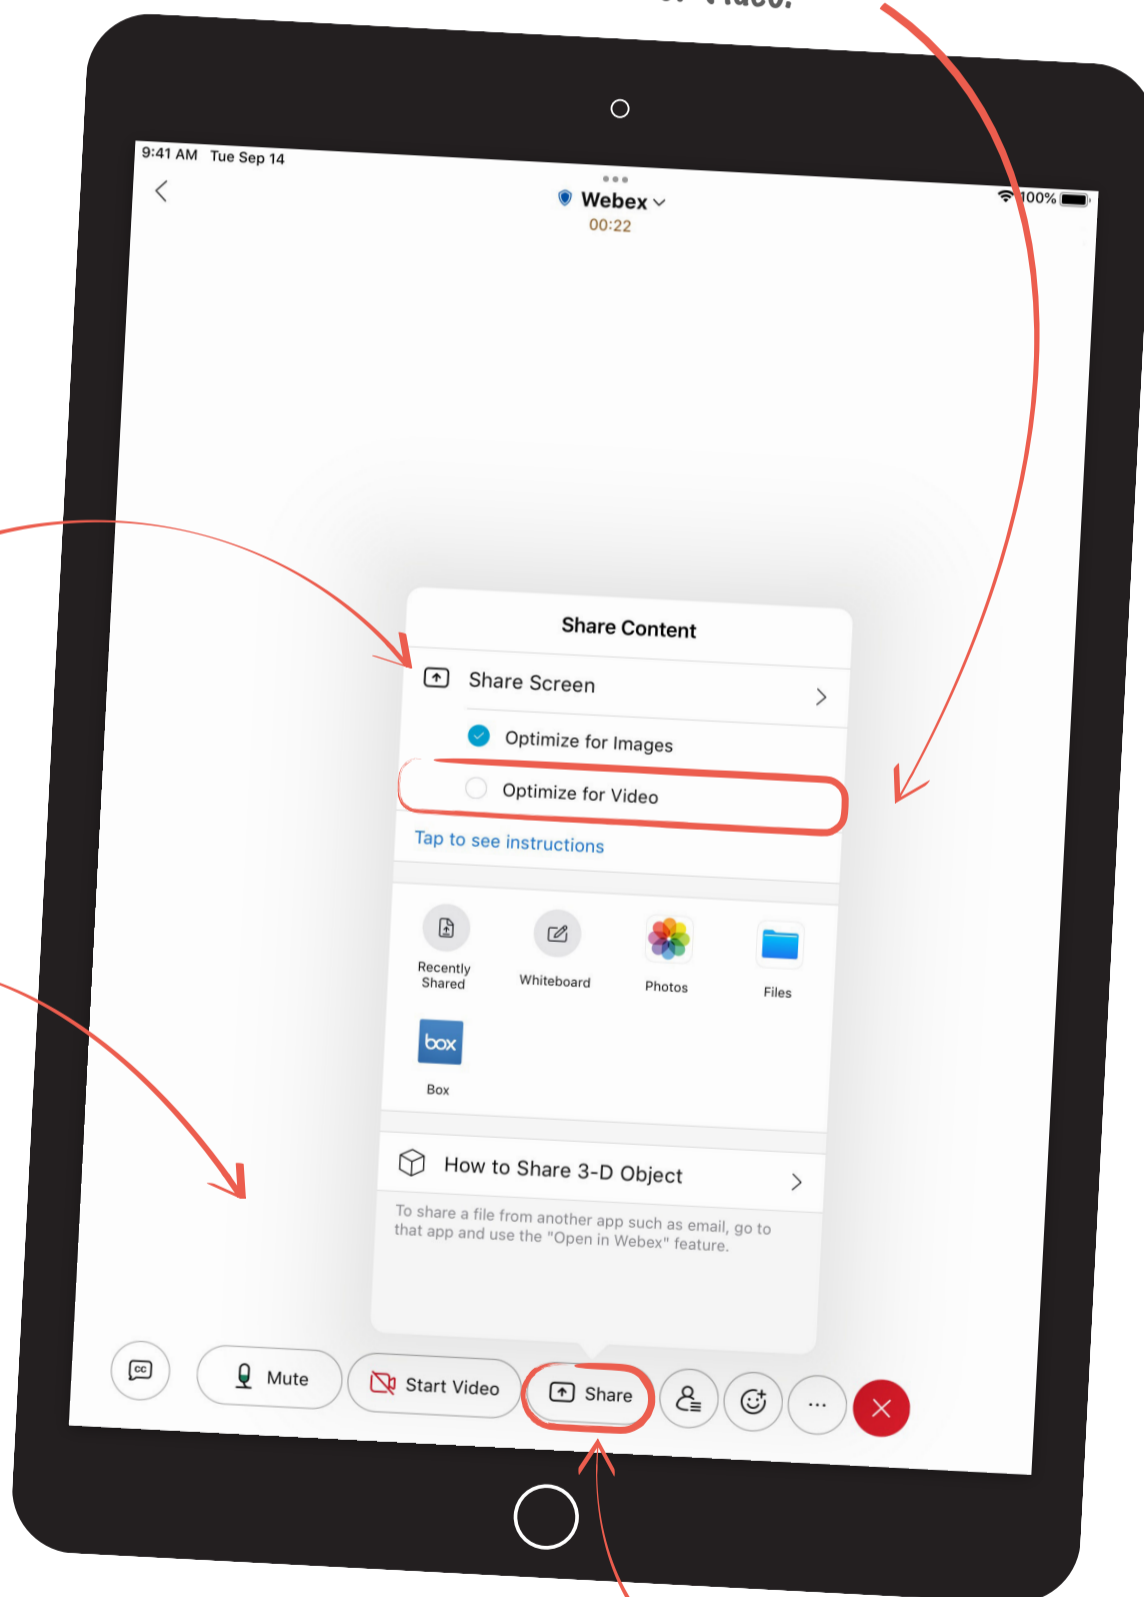 Video.
9:41 AM Tue Sep 14
Webex
100%
00:22
Share Content
Share Screen
Optimize for Images
Optimize for Video
Tap to see instructions
Recently
Shared
Whiteboard
Photos
Files
box
Box
How to Share 3-D Object
To share a file from another app such as email, go to
that app and use the "Open in Webex" feature.
CC
Mute
Start Video
Share